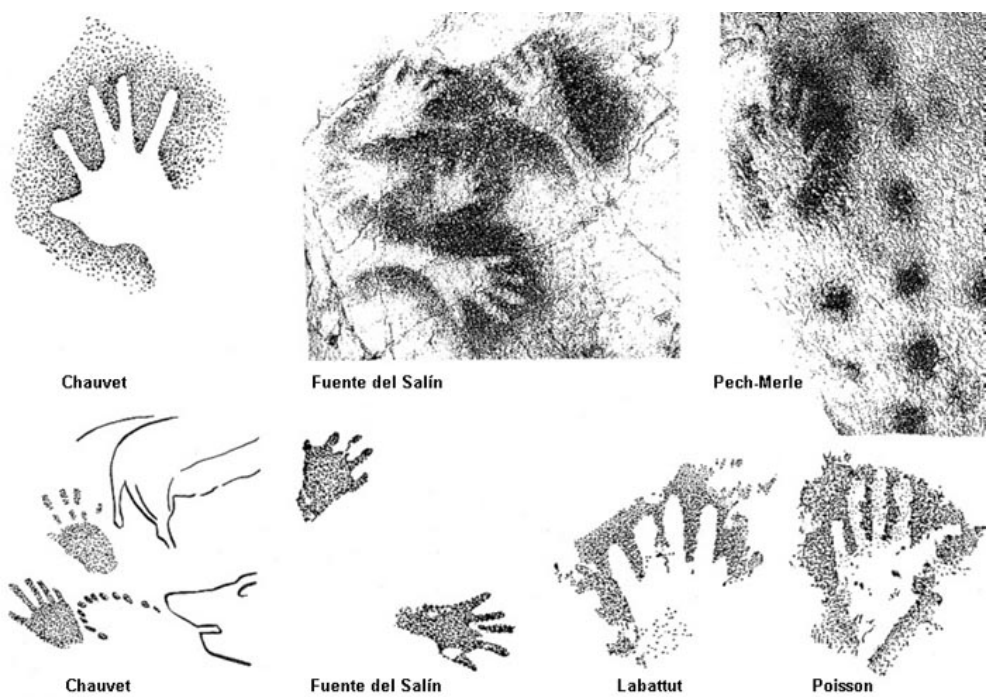 Chauvet
Fuente del Salín
Pech-Merle
Chauvet
Fuente del Salín
Labattut
Poisson